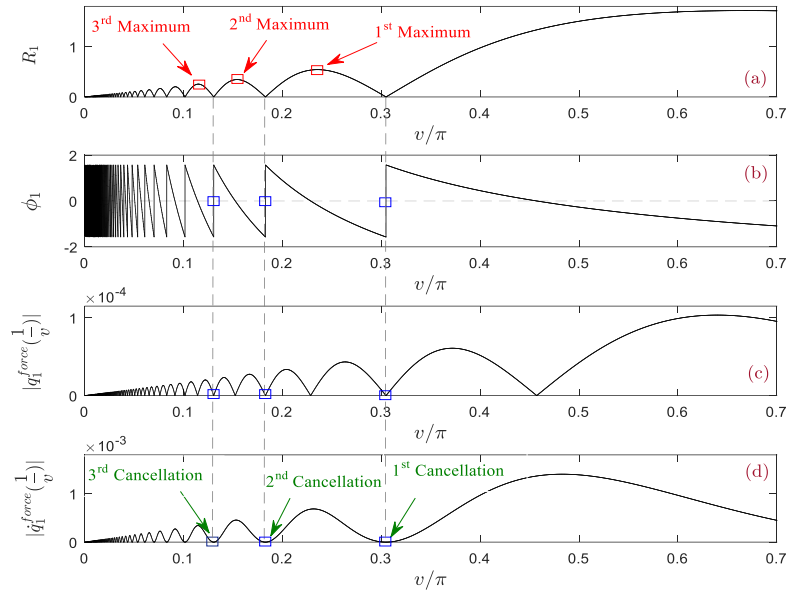 3rd Maximum
2nd Maximum
1st Maximum
R1
1
0
(a)
0 0.1 0.2 0.3 0.4 0.5 0.6 0.7
v/π
2
0
-2
ϕ1
(b)
0 0.1 0.2 0.3 0.4 0.5 0.6 0.7
v/π
×10-4
1
0
|q1force(1/v)|
(c)
0 0.1 0.2 0.3 0.4 0.5 0.6 0.7
v/π
×10-3
3rd Cancellation
2nd Cancellation
1st Cancellation
1
0
|q̇1force(1/v)|
(d)
0 0.1 0.2 0.3 0.4 0.5 0.6 0.7
v/π